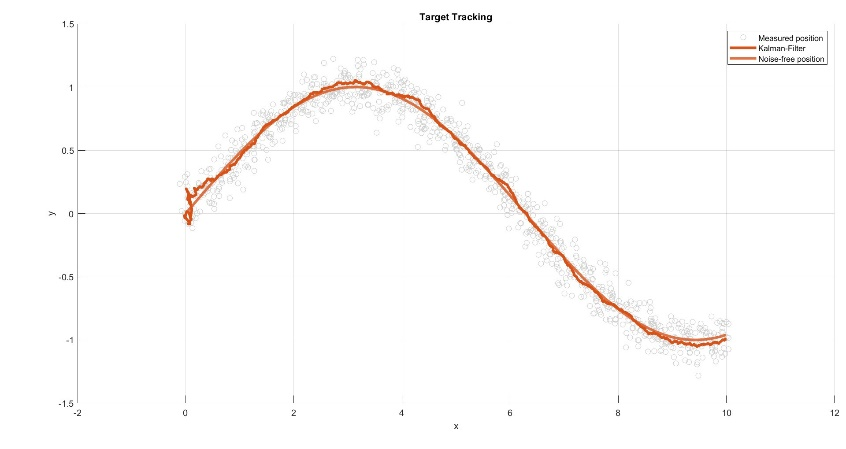 Target Tracking
Measured position
Kalman-Filter
Noise-free position
1.5
1
0.5
0
-0.5
-1
-1.5
y
-2 0 2 4 6 8 10 12
x